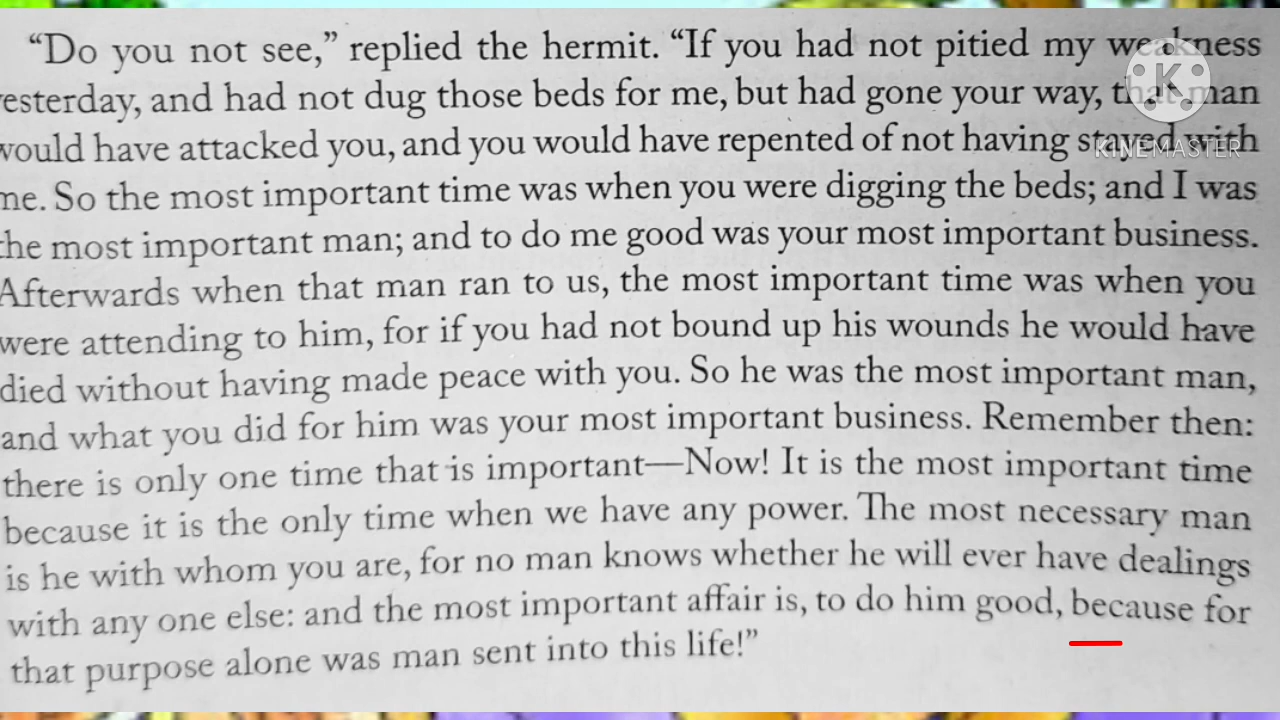 “Do you not see,” replied the hermit. “If you had not pitied my weakness
esterday, and had not dug those beds for me, but had gone your way, that man
would have attacked you, and you would have repented of not having stayed with
me. So the most important time was when you were digging the beds; and I was
the most important man; and to do me good was your most important business.
Afterwards when that man ran to us, the most important time was when you
were attending to him, for if you had not bound up his wounds he would have
died without having made peace with you. So he was the most important man,
and what you did for him was your most important business. Remember then:
there is only one time that is important—Now! It is the most important time
because it is the only time when we have any power. The most necessary man
is he with whom you are, for no man knows whether he will ever have dealings
with any one else: and the most important affair is, to do him good, because for
that purpose alone was man sent into this life!”
K
KINEMASTER